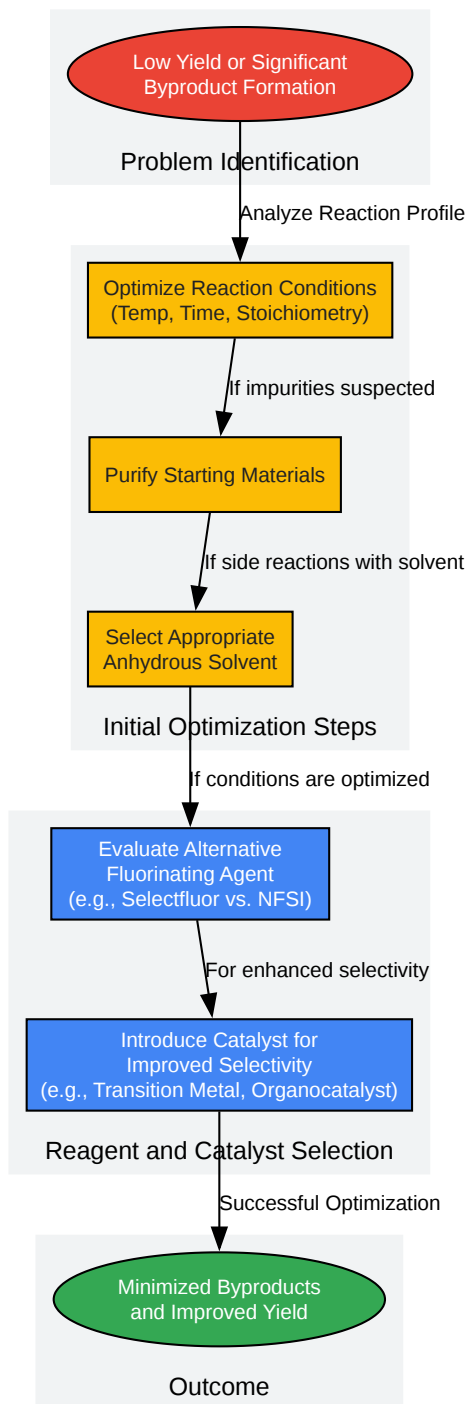 Low Yield or Significant
Byproduct Formation
Problem Identification
Analyze Reaction Profile
Optimize Reaction Conditions
(Temp, Time, Stoichiometry)
If impurities suspected
Purify Starting Materials
If side reactions with solvent
Select Appropriate
Anhydrous Solvent
Initial Optimization Steps
If conditions are optimized
Evaluate Alternative
Fluorinating Agent
(e.g., Selectfluor vs. NFSI)
For enhanced selectivity
Introduce Catalyst for
Improved Selectivity
(e.g., Transition Metal, Organocatalyst)
Reagent and Catalyst Selection
Successful Optimization
Minimized Byproducts
and Improved Yield
Outcome